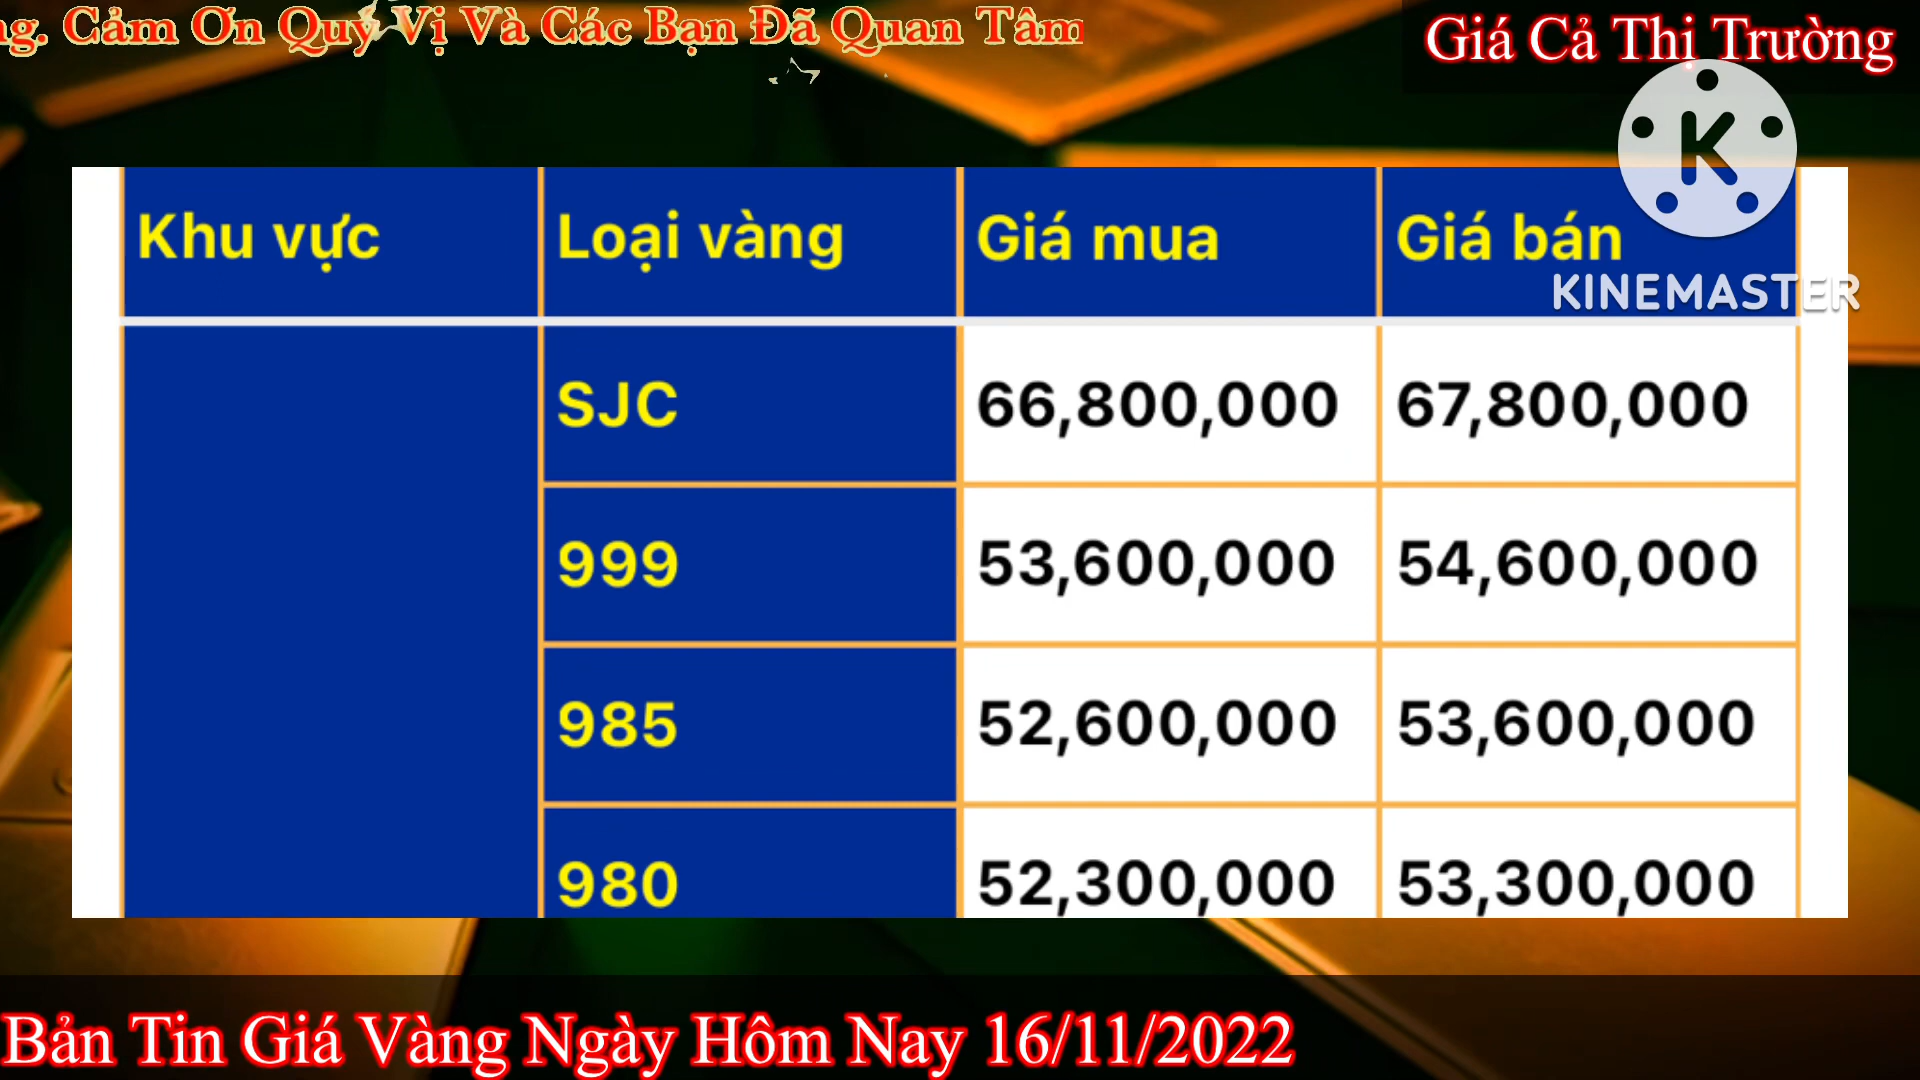 ng. Cảm Ơn Quý Vị Và Các Bạn Đã Quan Tâm
Giá Cả Thị Trường
K
KINEMASTER
Khu vực Loại vàng Giá mua Giá bán
SJC 66,800,000 67,800,000
999 53,600,000 54,600,000
985 52,600,000 53,600,000
980 52,300,000 53,300,000
Bản Tin Giá Vàng Ngày Hôm Nay 16/11/2022